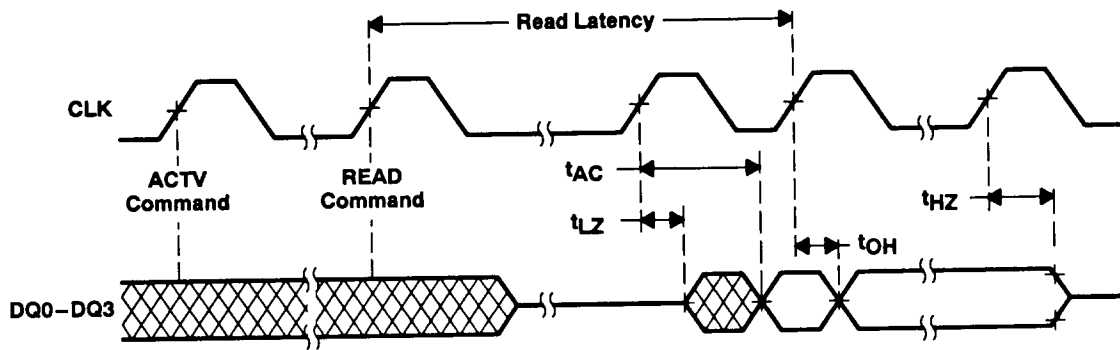 Read Latency
CLK
ACTV
Command
READ
Command
tAC
tLZ
tHZ
tOH
DQ0–DQ3